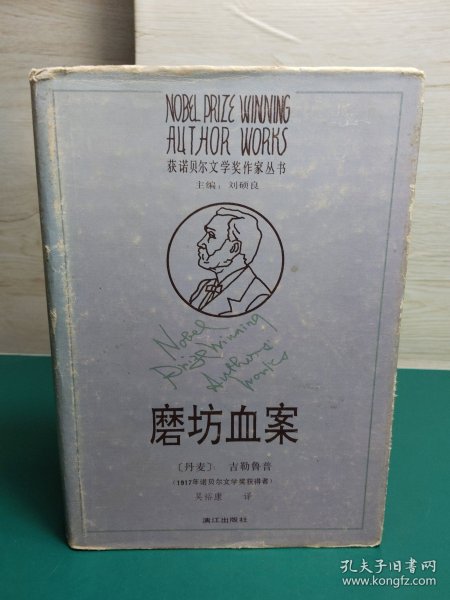 NOBEL PRIZE WINNING
AUTHOR WORKS
获诺贝尔文学奖作家丛书
主编：刘硕良
Nobel
Prize Winning
Author's
works
磨坊血案
〔丹麦〕 吉勒鲁普
（1917年诺贝尔文学奖获得者）
吴裕康 译
漓江出版社
孔夫子旧书网
www.kongfz.com